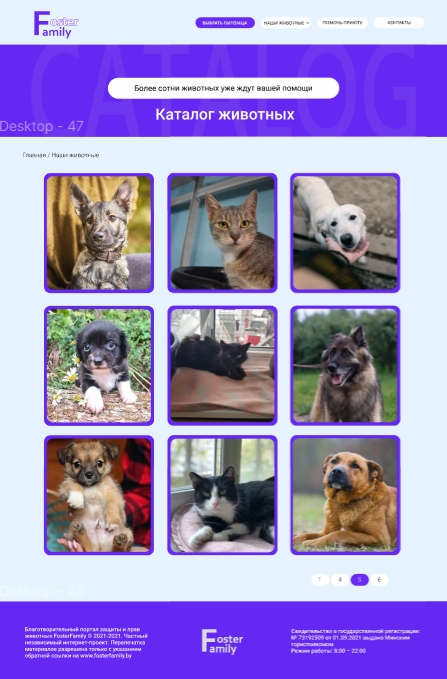 Foster
Family
ВЫБРАТЬ ПИТОМЦА
НАШИ ЖИВОТНЫЕ
ПОМОЧЬ ПРИЮТУ
КОНТАКТЫ
CATALOG
Более сотни животных уже ждут вашей помощи
Каталог животных
Desktop - 47
Главная / Наши животные
1 4 5 6
Desktop - 48
Благотворительный портал защиты и прав
животных FosterFamily © 2021-2021. Частный
независимый интернет-проект. Перепечатка
материалов разрешена только с указанием
обратной ссылки на www.fosterfamily.by
Foster
Family
Свидетельство о государственной регистрации:
№ 73192509 от 01.09.2021 выдано Минским
горисполкомом
Режим работы: 8:00 – 22:00